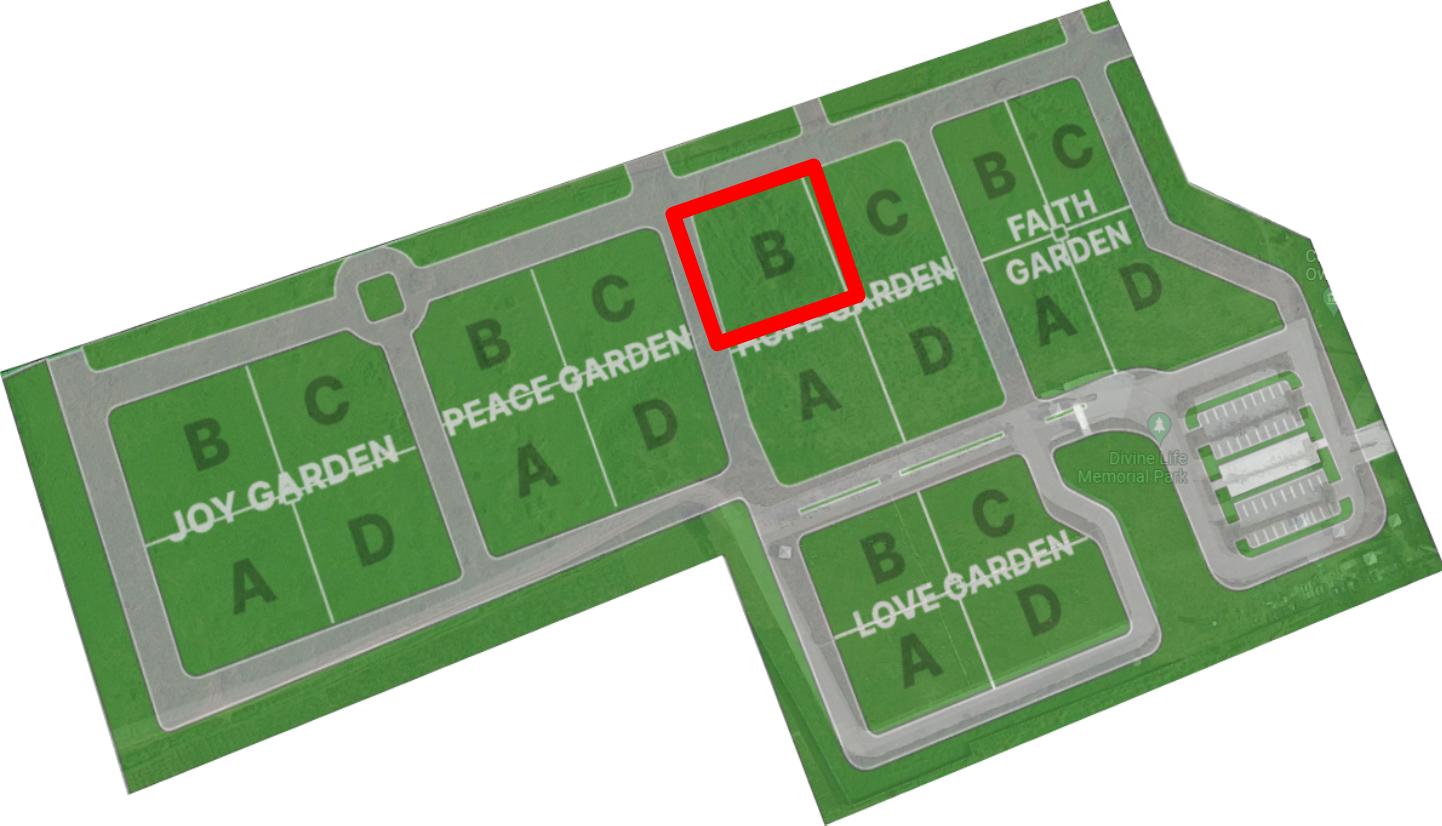 B
C
JOY GARDEN
A
D
B
C
PEACE GARDEN
A
D
B
C
HOPE GARDEN
A
D
B
C
FAITH
GARDEN
A
D
B
C
LOVE GARDEN
A
D
Divine Life
Memorial Park